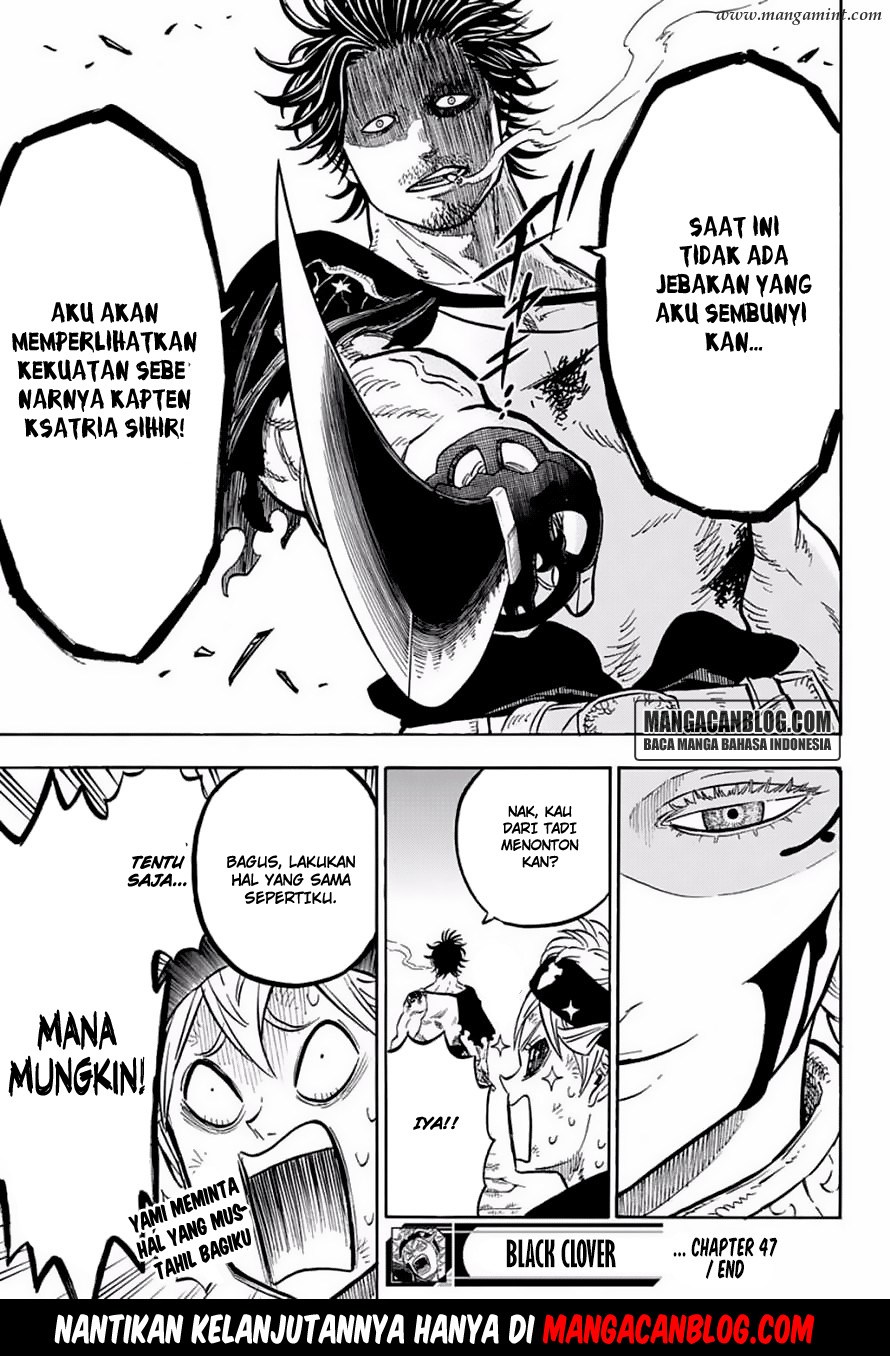 www.mangamint.com
SAAT INI
TIDAK ADA
JEBAKAN YANG
AKU SEMBUNYI
KAN...
AKU AKAN
MEMPERLIHATKAN
KEKUATAN SEBE
NARNYA KAPTEN
KSATRIA SIHIR!
MANGACANBLOG.COM
BACA MANGA BAHASA INDONESIA
NAK, KAU
DARI TADI
MENONTON
KAN?
IYA!!
BAGUS, LAKUKAN
HAL YANG SAMA
SEPERTIKU.
TENTU
SAJA...
MANA
MUNGKIN!
YAMI MEMINTA
HAL YANG MUS-
TAHIL BAGIKU
BLACK CLOVER
... CHAPTER 47
/ END
NANTIKAN KELANJUTANNYA HANYA DI MANGACANBLOG.COM